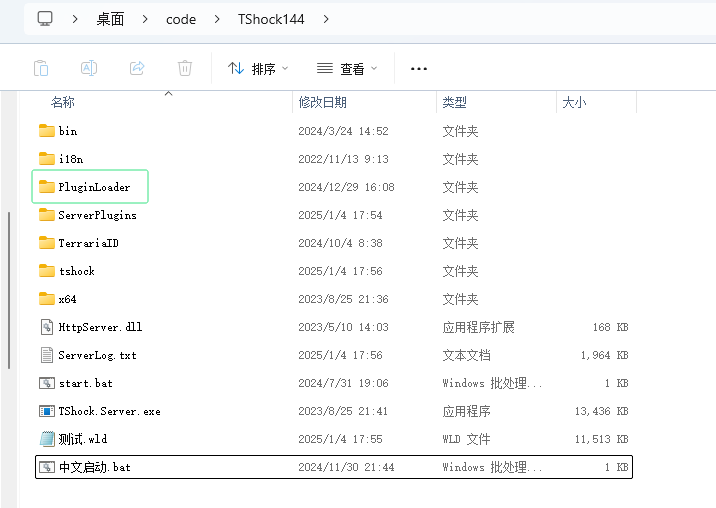 桌面 code TShock144
排序 查看
名称 修改日期 类型 大小
bin 2024/3/24 14:52 文件夹
i18n 2022/11/13 9:13 文件夹
PluginLoader 2024/12/29 16:08 文件夹
ServerPlugins 2025/1/4 17:54 文件夹
TerrariaID 2024/10/4 8:38 文件夹
tshock 2025/1/4 17:56 文件夹
x64 2023/8/25 21:36 文件夹
HttpServer.dll 2023/5/10 14:03 应用程序扩展 168 KB
ServerLog.txt 2025/1/4 17:56 文本文档 1,964 KB
start.bat 2024/7/31 19:06 Windows 批处理... 1 KB
TShock.Server.exe 2023/8/25 21:41 应用程序 13,436 KB
测试.wld 2025/1/4 17:55 WLD 文件 11,513 KB
中文启动.bat 2024/11/30 21:44 Windows 批处理... 1 KB